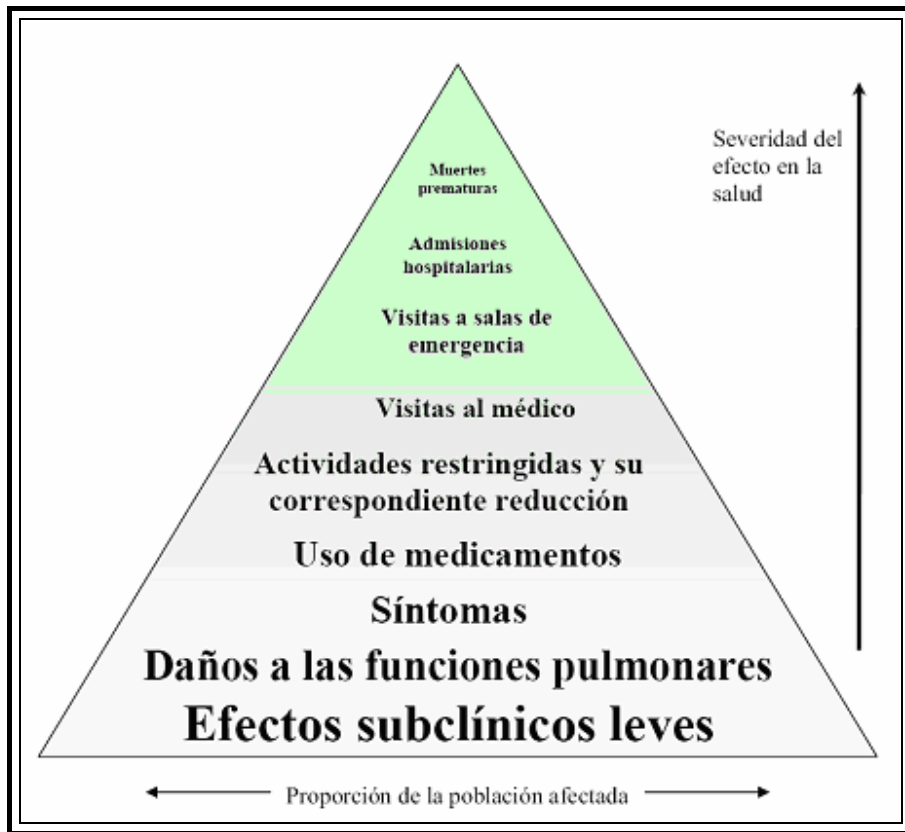 Severidad del
efecto en la
salud
Muertes
prematuras
Admisiones
hospitalarias
Visitas a salas de
emergencia
Visitas al médico
Actividades restringidas y su
correspondiente reducción
Uso de medicamentos
Síntomas
Daños a las funciones pulmonares
Efectos subclínicos leves
Proporción de la población afectada